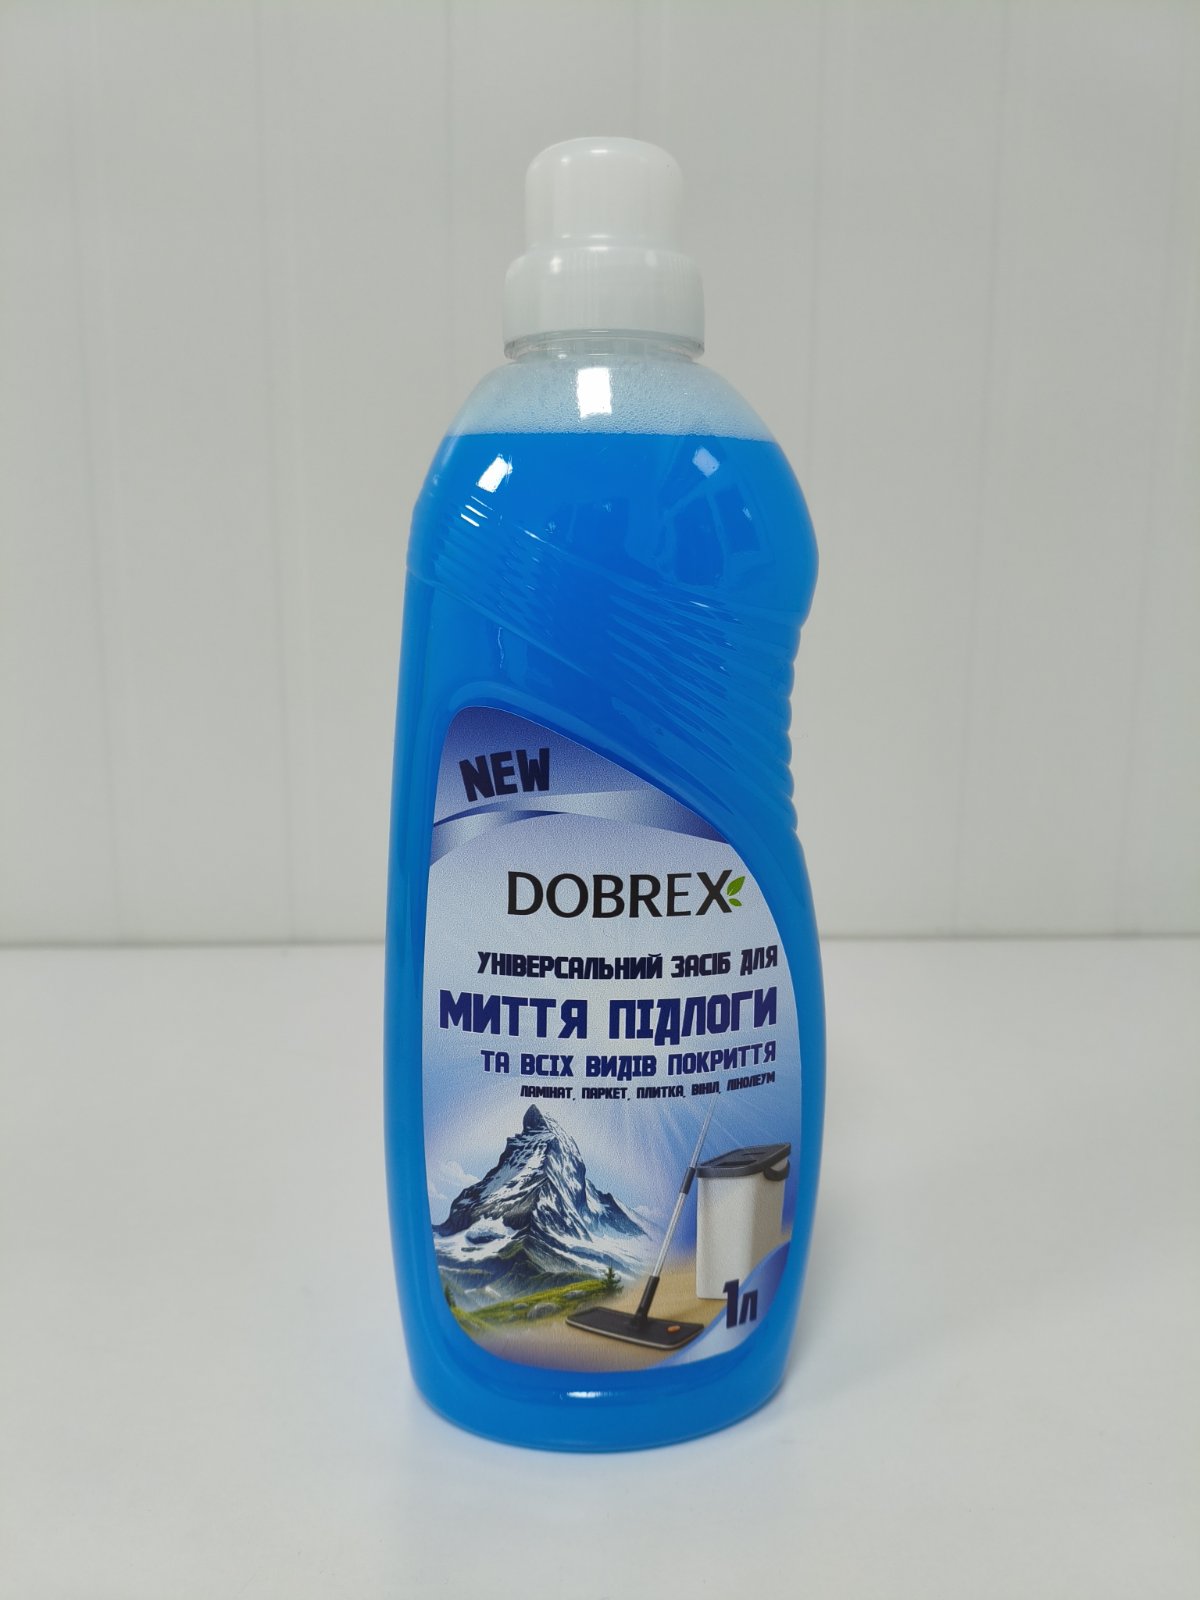 NEW
DOBREX
УНІВЕРСАЛЬНИЙ ЗАСІБ ДЛЯ
МИТТЯ ПІДЛОГИ
ТА ВСІХ ВИДІВ ПОКРИТТЯ
ЛАМІНАТ, ПАРКЕТ, ПЛИТКА, ВІНІЛ, ЛІНОЛЕУМ
1л